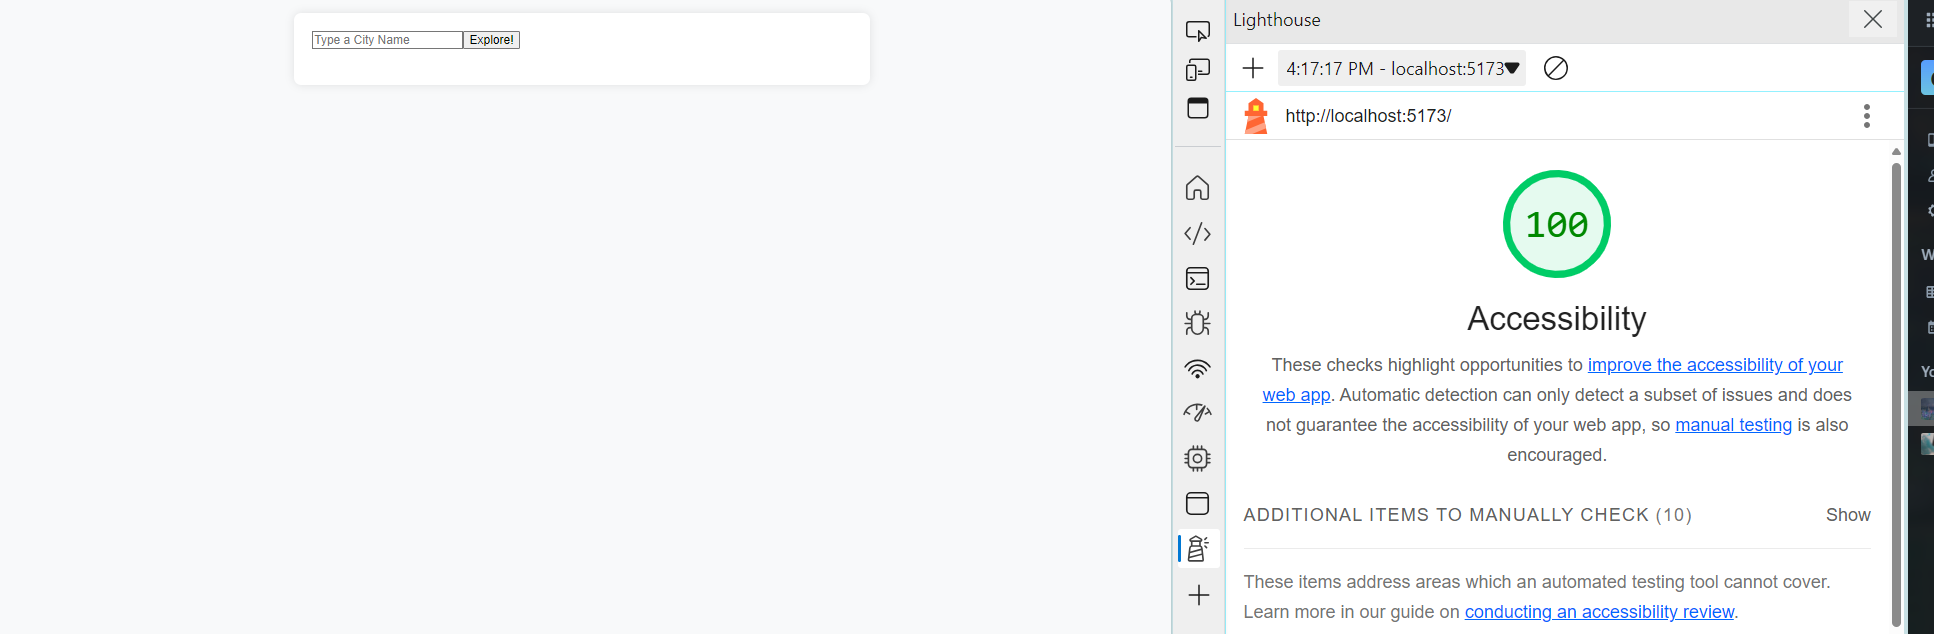 Type a City Name Explore!
Lighthouse
4:17:17 PM - localhost:5173
http://localhost:5173/
100
Accessibility
These checks highlight opportunities to improve the accessibility of your
web app. Automatic detection can only detect a subset of issues and does
not guarantee the accessibility of your web app, so manual testing is also
encouraged.
ADDITIONAL ITEMS TO MANUALLY CHECK (10) Show
These items address areas which an automated testing tool cannot cover.
Learn more in our guide on conducting an accessibility review.